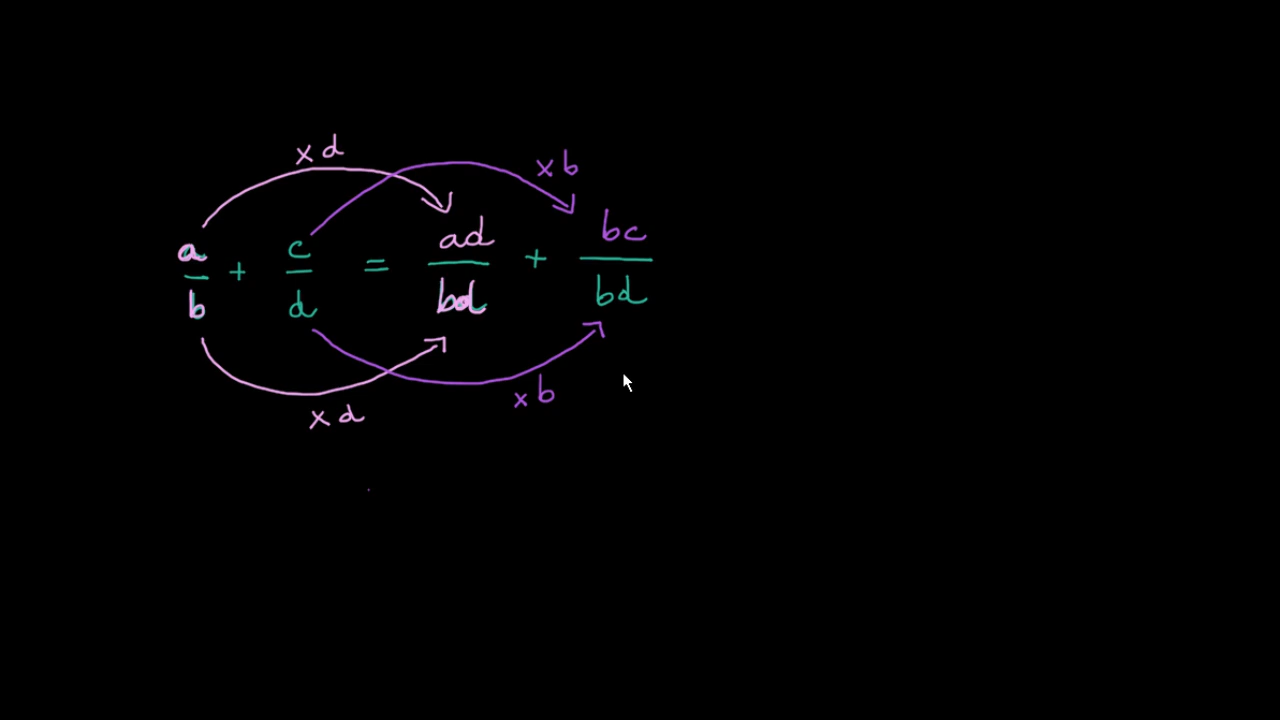 ×d ×b
a/b + c/d = ad/bd + bc/bd
×d ×b